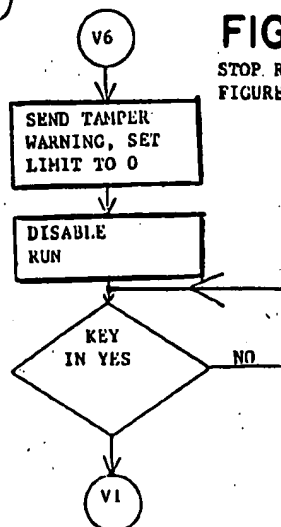 V6
FIG
STOP R
FIGURE
SEND TAMPER
WARNING, SET
LIMIT TO 0
DISABLE
RUN
KEY
IN YES
NO
V1